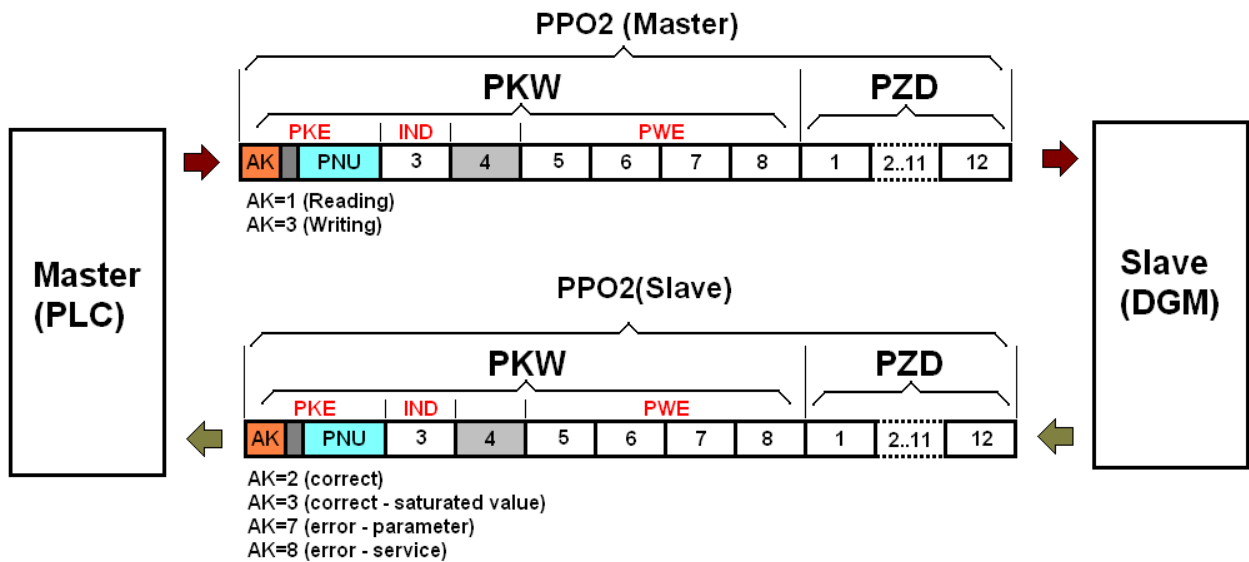 PPO2 (Master)
PKW PZD
PKE IND PWE
AK PNU 3 4 5 6 7 8 1 2..11 12
AK=1 (Reading)
AK=3 (Writing)
Master
(PLC)
Slave
(DGM)
PPO2(Slave)
PKW PZD
PKE IND PWE
AK PNU 3 4 5 6 7 8 1 2..11 12
AK=2 (correct)
AK=3 (correct - saturated value)
AK=7 (error - parameter)
AK=8 (error - service)